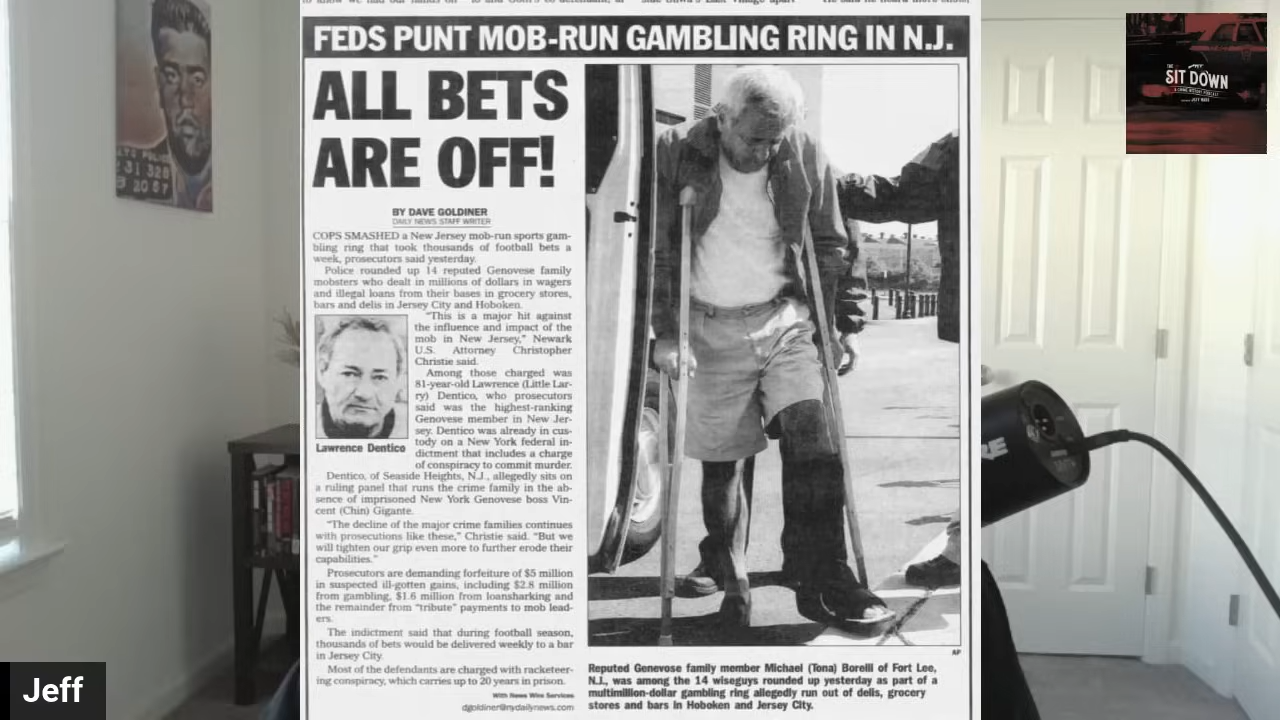 FEDS PUNT MOB-RUN GAMBLING RING IN N.J.
ALL BETS
ARE OFF!
BY DAVE GOLDINER
DAILY NEWS STAFF WRITER
COPS SMASHED a New Jersey mob-run sports gam-
bling ring that took thousands of football bets a
week, prosecutors said yesterday.
Police rounded up 14 reputed Genovese family
mobsters who dealt in millions of dollars in wagers
and illegal loans from their bases in grocery stores,
bars and delis in Jersey City and Hoboken.
"This is a major hit against
the influence and impact of the
mob in New Jersey," Newark
U.S. Attorney Christopher
Christie said.
Among those charged was
81-year-old Lawrence (Little Lar-
ry) Dentico, who prosecutors
said was the highest-ranking
Genovese member in New Jer-
sey. Dentico was already in cus-
tody on a New York federal in-
dictment that includes a charge
of conspiracy to commit murder.
Lawrence Dentico
Dentico, of Seaside Heights, N.J., allegedly sits on
a ruling panel that runs the crime family in the ab-
sence of imprisoned New York Genovese boss Vin-
cent (Chin) Gigante.
"The decline of the major crime families continues
with prosecutions like these," Christie said. "But we
will tighten our grip even more to further erode their
capabilities."
Prosecutors are demanding forfeiture of $5 million
in suspected ill-gotten gains, including $2.8 million
from gambling, $1.6 million from loansharking and
the remainder from "tribute" payments to mob lead-
ers.
The indictment said that during football season,
thousands of bets would be delivered weekly to a bar
in Jersey City.
Most of the defendants are charged with racketeer-
ing conspiracy, which carries up to 20 years in prison.
With News Wire Services
dgoldiner@nydailynews.com
AP
Reputed Genovese family member Michael (Tona) Borelli of Fort Lee,
N.J., was among the 14 wiseguys rounded up yesterday as part of a
multimillion-dollar gambling ring allegedly run out of delis, grocery
stores and bars in Hoboken and Jersey City.
THE
SIT DOWN
A CRIME HISTORY PODCAST
31 328
B 2087
RE
Jeff